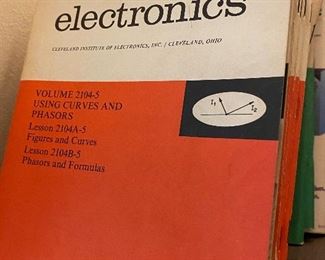 electronics
CLEVELAND INSTITUTE OF ELECTRONICS, INC. / CLEVELAND, OHIO
VOLUME 2104-5
USING CURVES AND
PHASORS
Lesson 2104A-5
Figures and Curves
Lesson 2104B-5
Phasors and Formulas
I₁
I₂